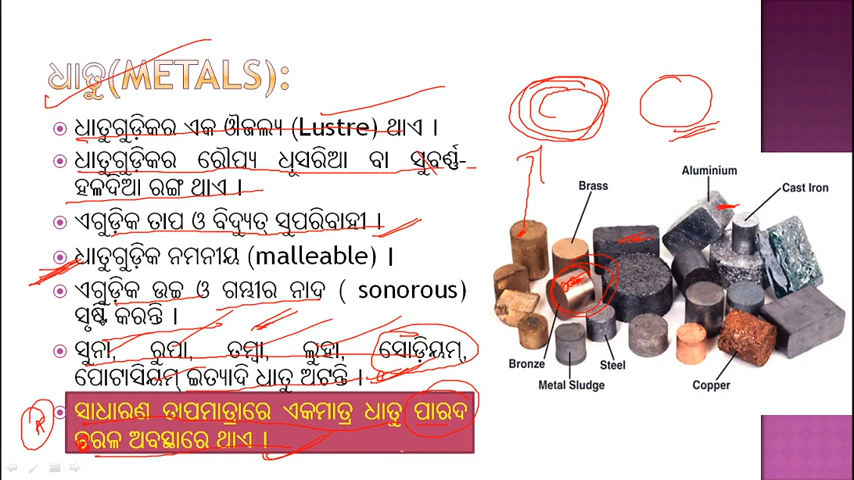 ଧାତୁ(METALS):
ଧାତୁଗୁଡ଼ିକର ଏକ ଔଜଲ୍ୟ (Lustre) ଥାଏ ।
ଧାତୁଗୁଡ଼ିକର ରୌପ୍ୟ ଧୂସରିଆ ବା ସୁବର୍ଣ୍ଣ-
ହଳଦିଆ ରଙ୍ଗ ଥାଏ ।
ଏଗୁଡ଼ିକ ତାପ ଓ ବିଦ୍ୟୁତ୍ ସୁପରିବାହୀ ।
ଧାତୁଗୁଡ଼ିକ ନମନୀୟ (malleable) ।
ଏଗୁଡ଼ିକ ଉଚ୍ଚ ଓ ଗମ୍ଭୀର ନାଦ ( sonorous)
ସୃଷ୍ଟି କରନ୍ତି ।
ସୁନା, ରୁପା, ତମ୍ବା, ଲୁହା, ସୋଡ଼ିୟମ୍,
ପୋଟାସିୟମ୍ ଇତ୍ୟାଦି ଧାତୁ ଅଟନ୍ତି ।
ସାଧାରଣ ତାପମାତ୍ରାରେ ଏକମାତ୍ର ଧାତୁ ପାରଦ
ତରଳ ଅବସ୍ଥାରେ ଥାଏ ।
Aluminium
Brass
Cast Iron
Bronze
Steel
Metal Sludge
Copper